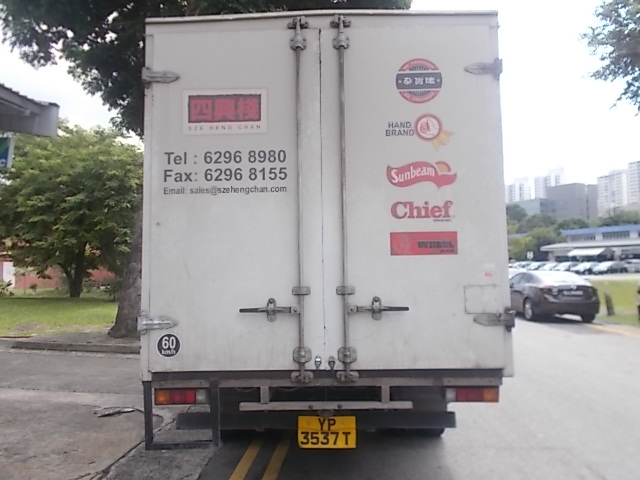 四興棧
SZE HENG CHAN
Tel : 6296 8980
Fax: 6296 8155
Email: sales@szehengchan.com
HAND
BRAND
Sunbeam
Chief
60
km/h
YP
3537T